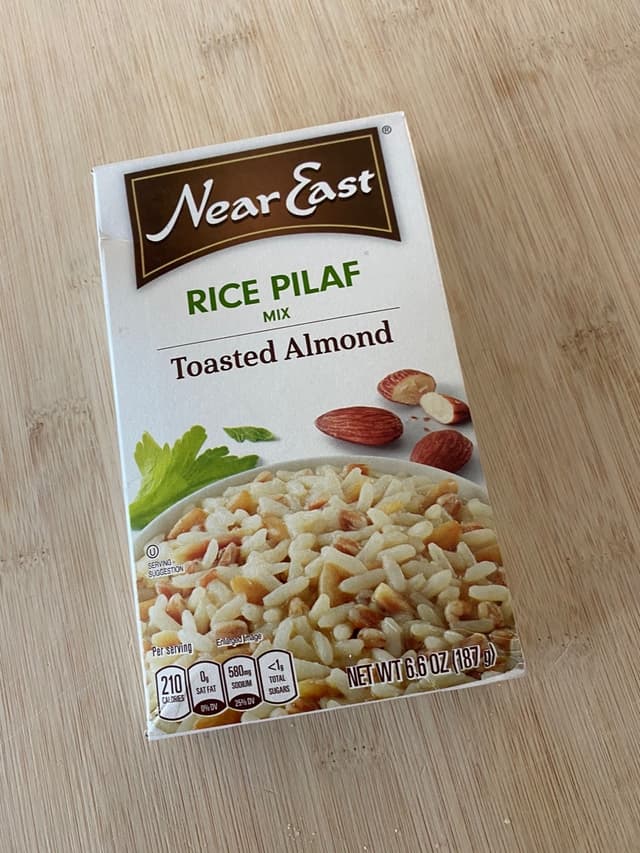 Near East®
RICE PILAF
MIX
Toasted Almond
U
SERVING
SUGGESTION
Per serving
Enlarged Image
210
CALORIES
0g
SAT FAT
0% DV
580mg
SODIUM
25% DV
<1g
TOTAL
SUGARS
NET WT 6.6 OZ (187 g)